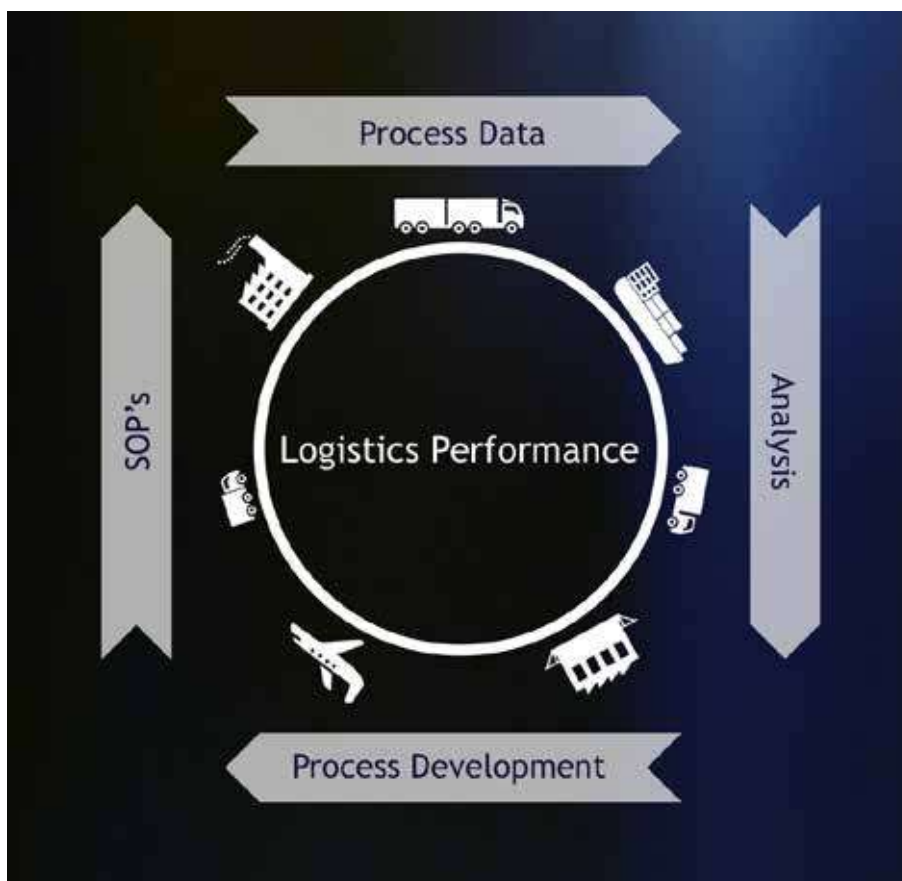 Process Data
Analysis
Logistics Performance
SOP's
Process Development